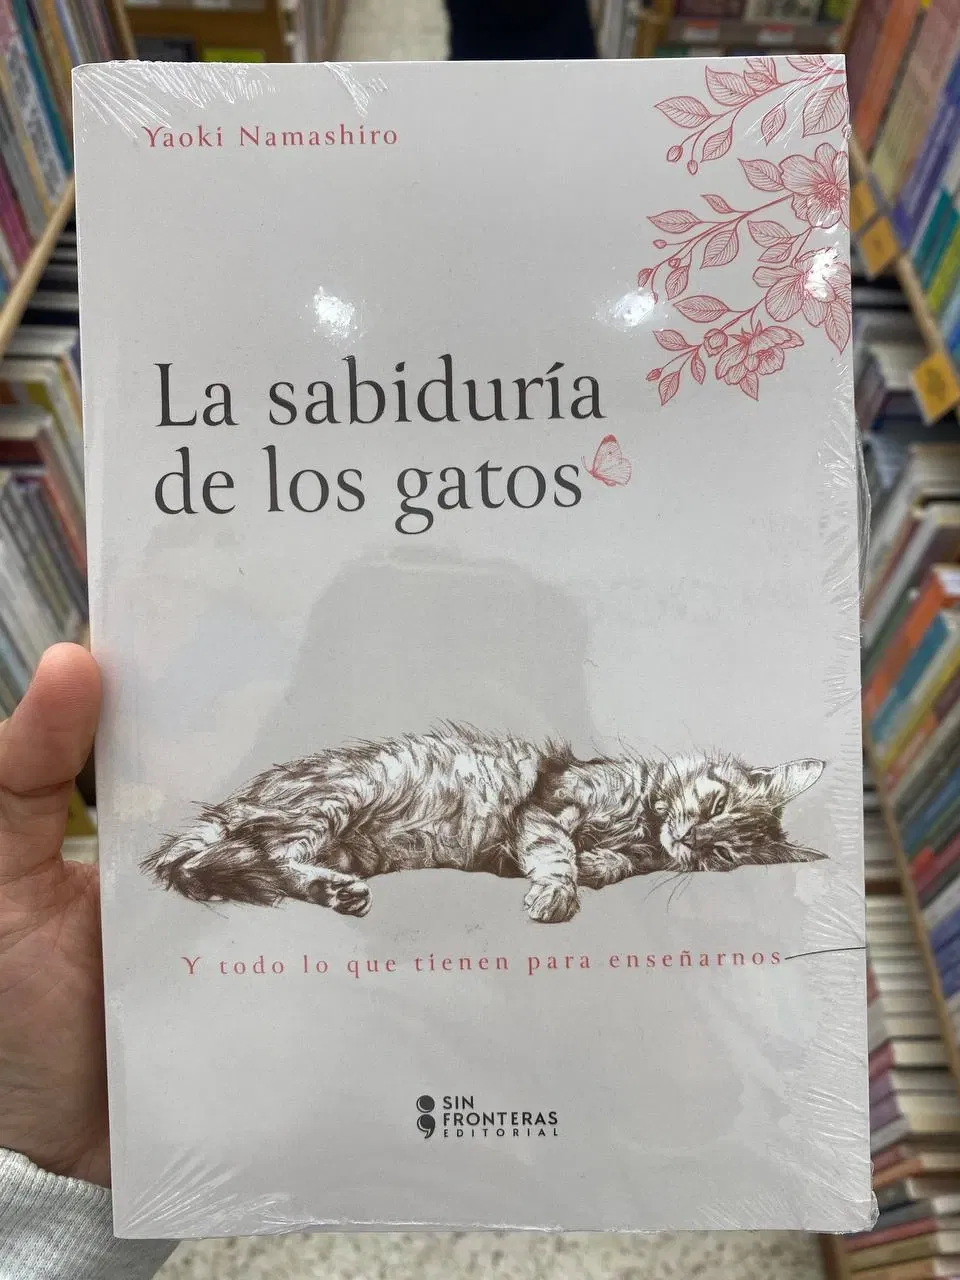 Yaoki Namashiro
La sabiduría
de los gatos
Y todo lo que tienen para enseñarnos
SIN
FRONTERAS
EDITORIAL